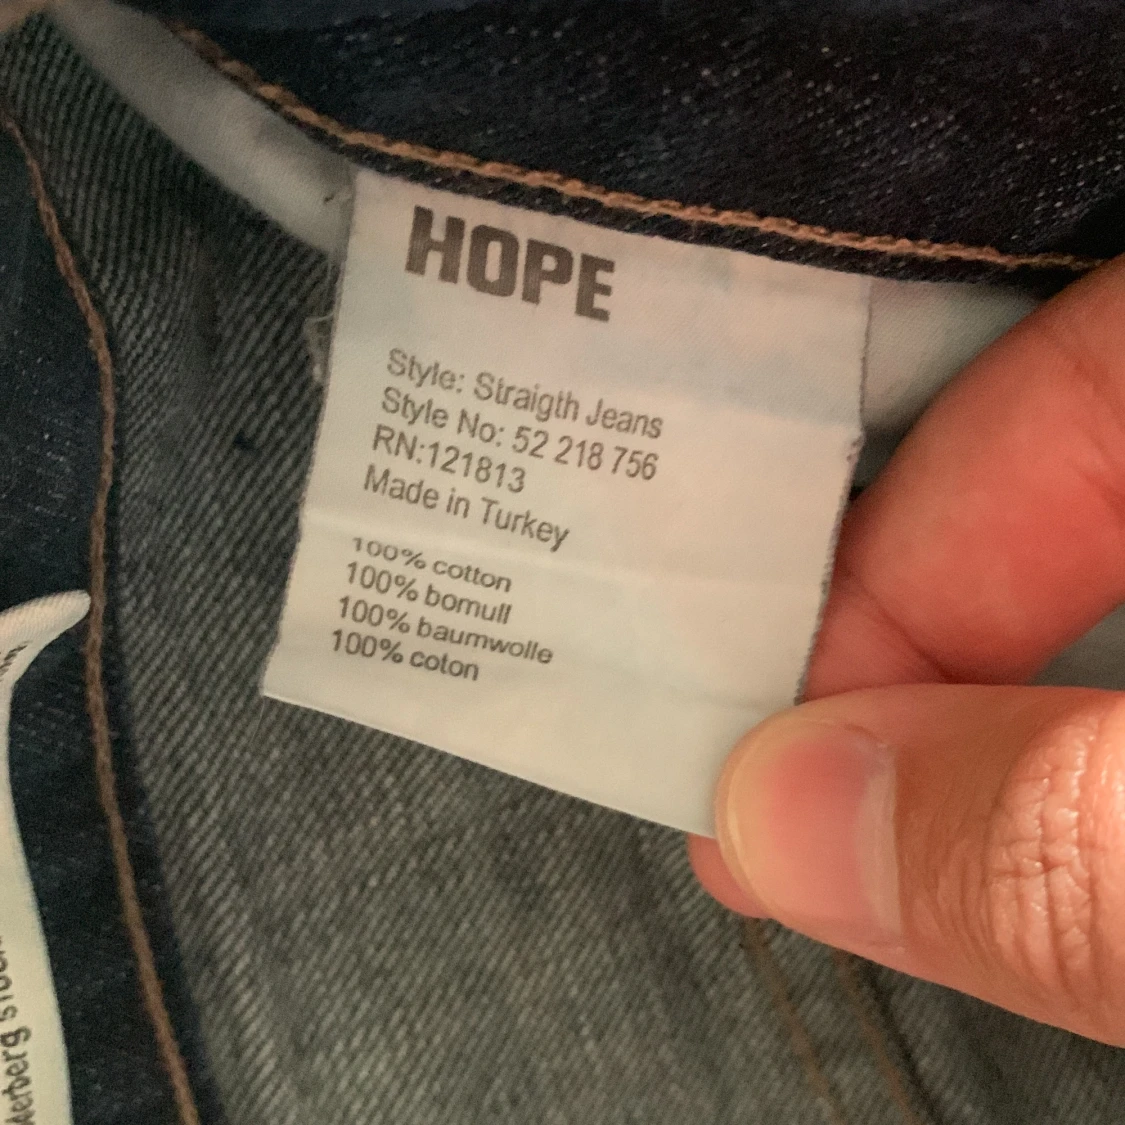 HOPE
Style: Straigth Jeans
Style No: 52 218 756
RN:121813
Made in Turkey
100% cotton
100% bomull
100% baumwolle
100% coton